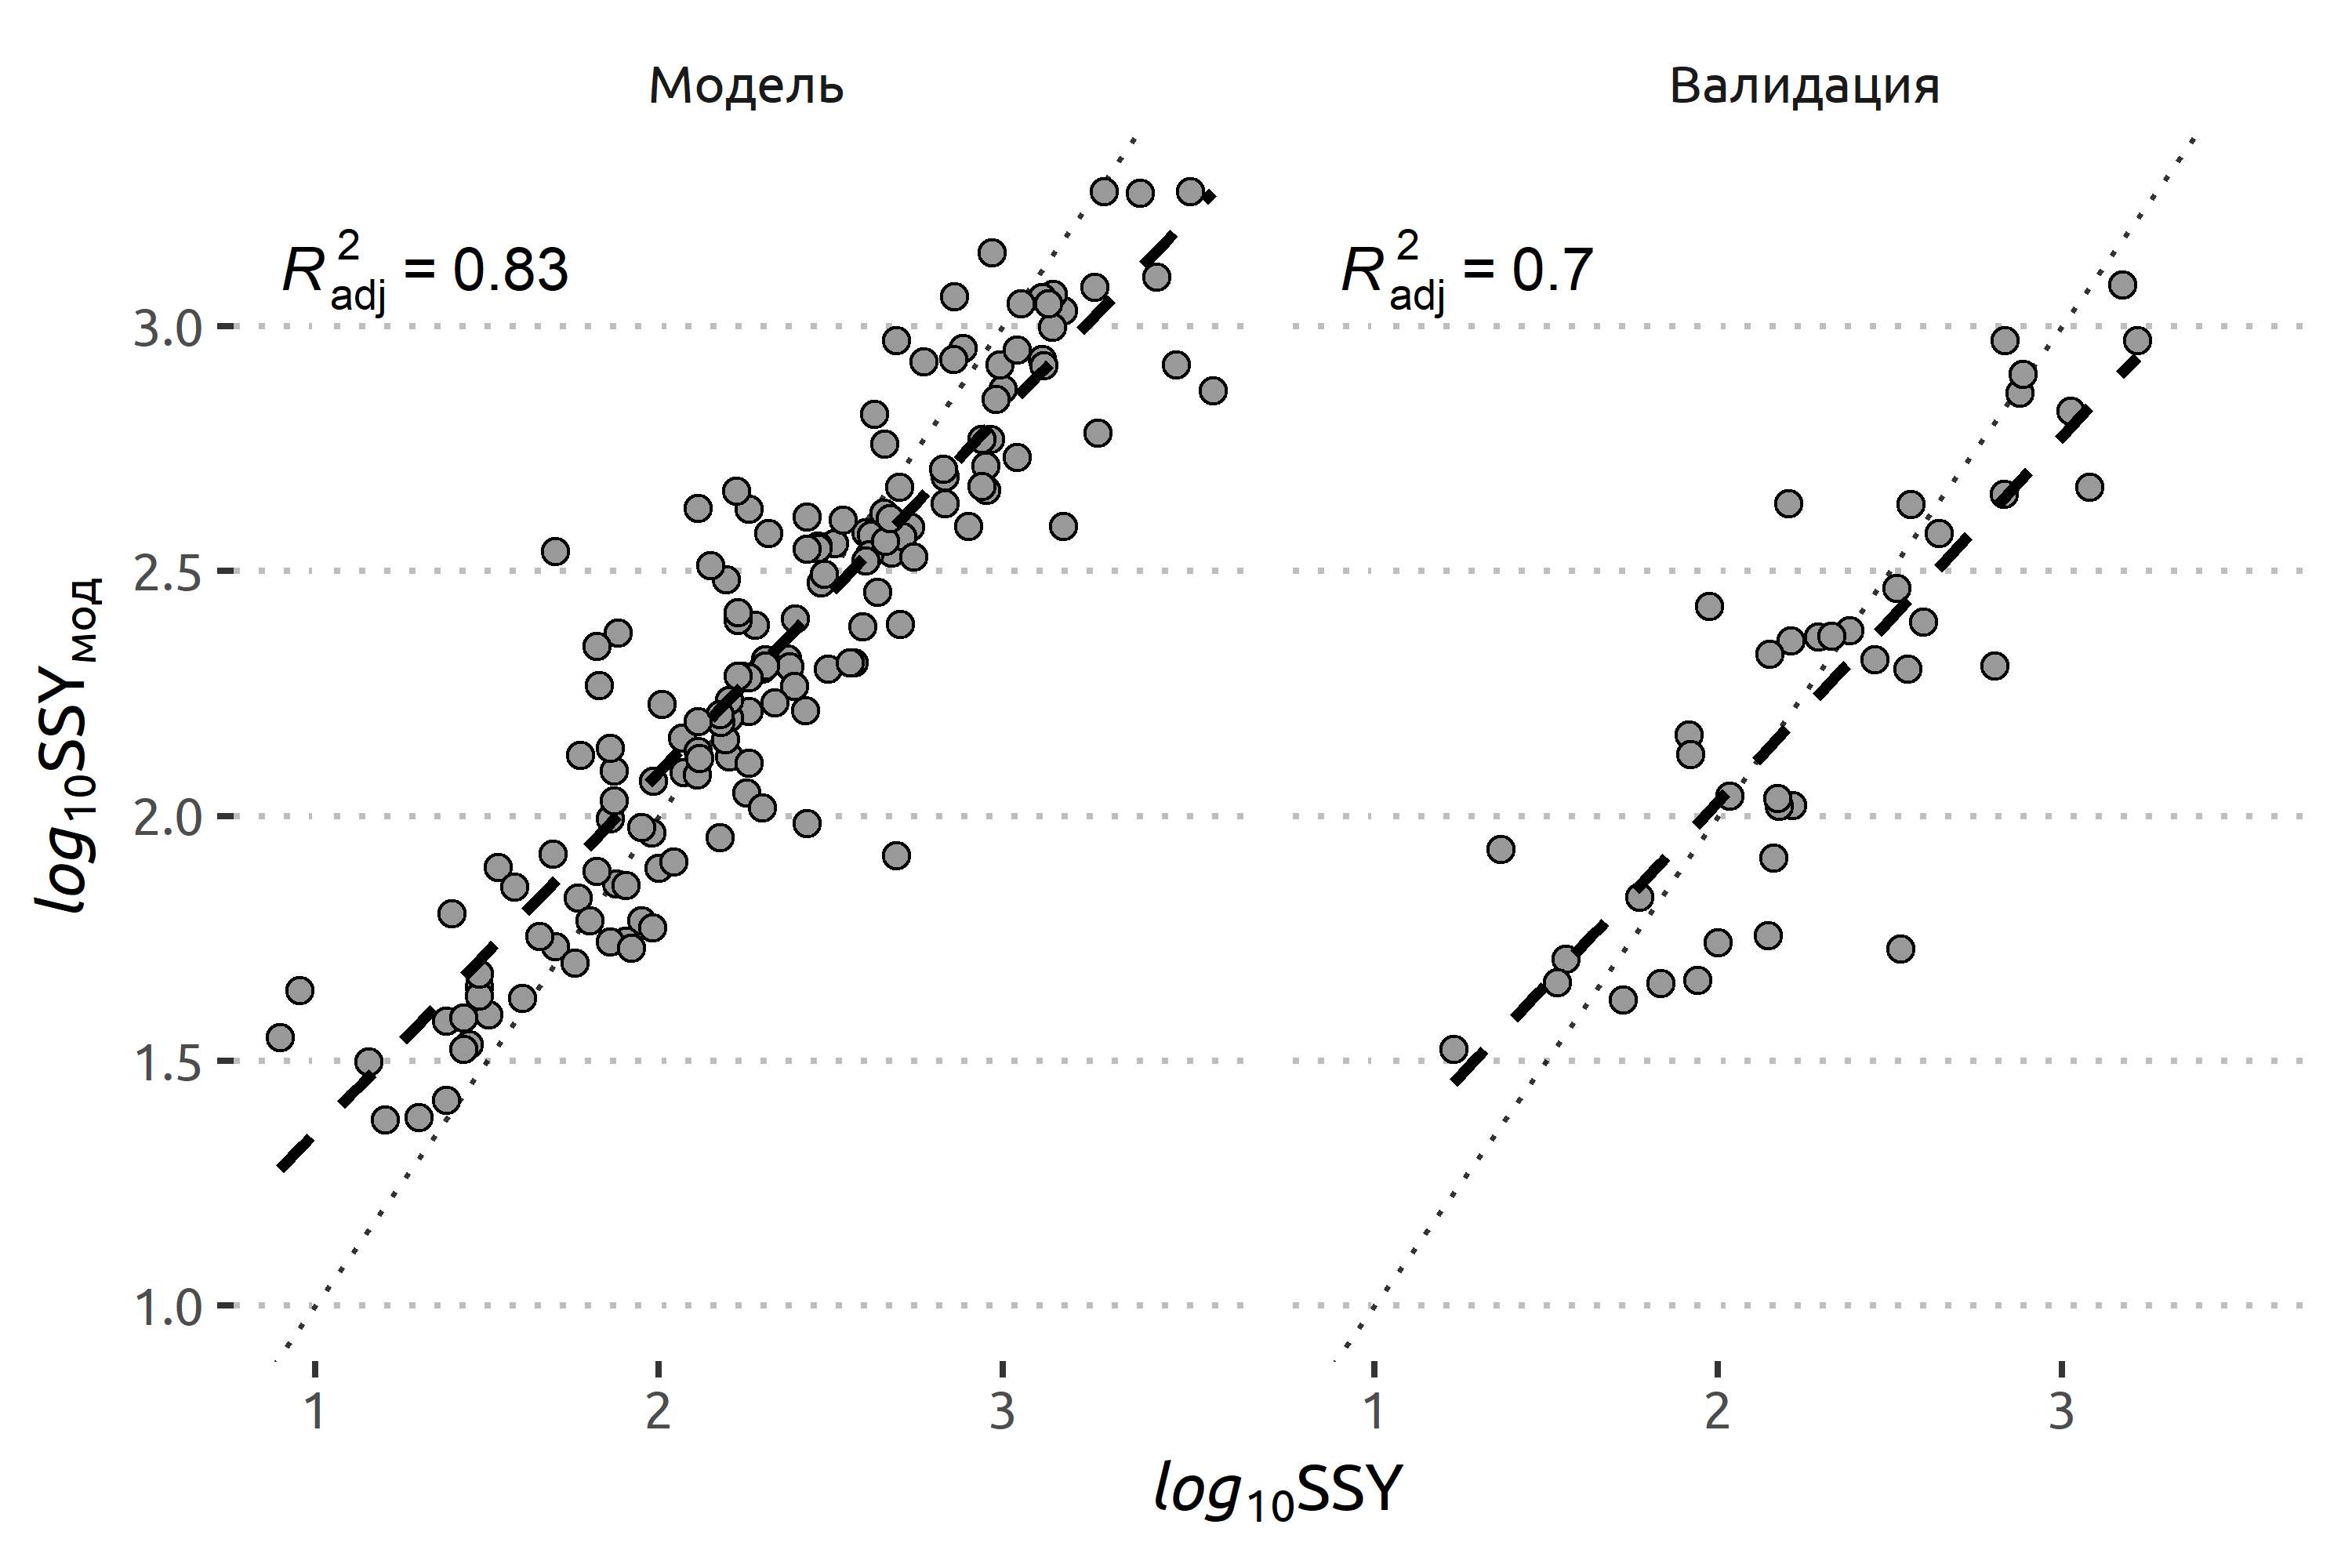 Модель
Валидация
R²adj = 0.83
R²adj = 0.7
log₁₀SSYмод
3.0
2.5
2.0
1.5
1.0
1 2 3
1 2 3
log₁₀SSY